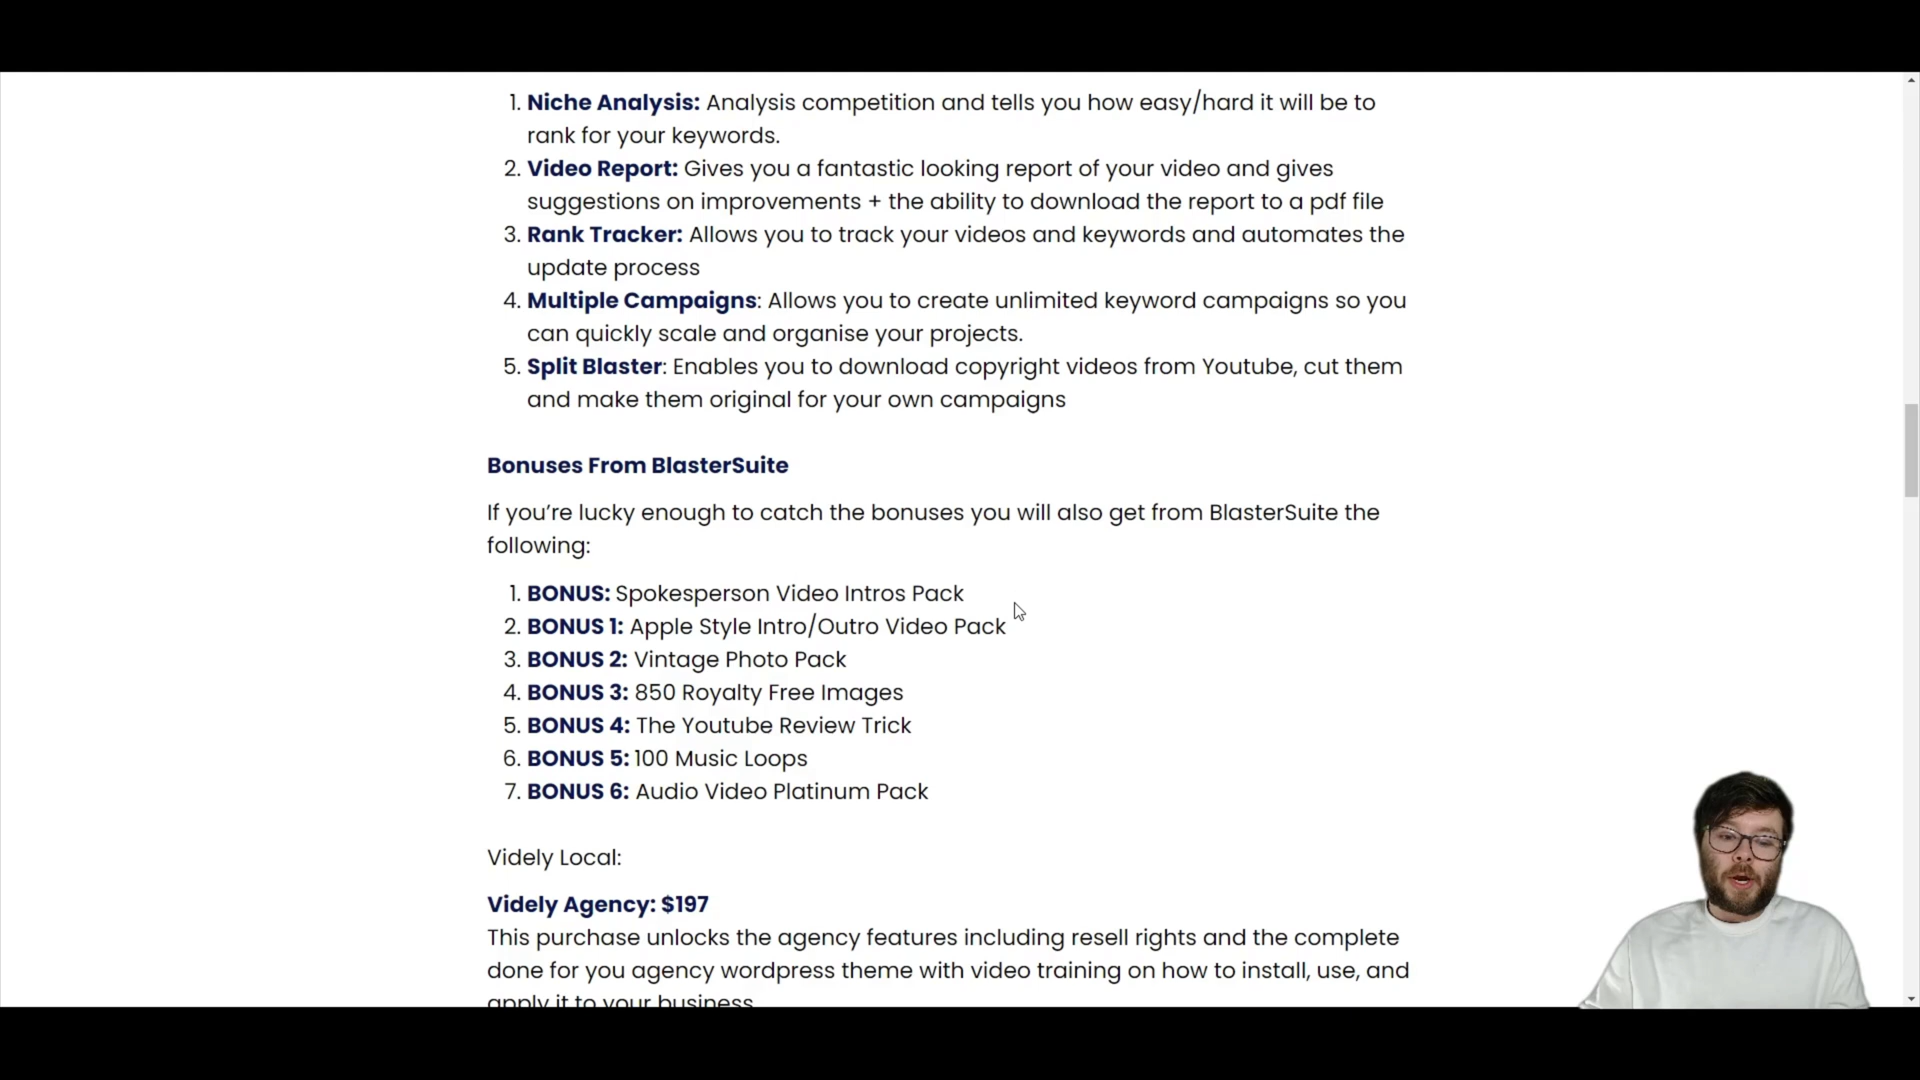 1. Niche Analysis: Analysis competition and tells you how easy/hard it will be to
rank for your keywords.
2. Video Report: Gives you a fantastic looking report of your video and gives
suggestions on improvements + the ability to download the report to a pdf file
3. Rank Tracker: Allows you to track your videos and keywords and automates the
update process
4. Multiple Campaigns: Allows you to create unlimited keyword campaigns so you
can quickly scale and organise your projects.
5. Split Blaster: Enables you to download copyright videos from Youtube, cut them
and make them original for your own campaigns
Bonuses From BlasterSuite
If you’re lucky enough to catch the bonuses you will also get from BlasterSuite the
following:
1. BONUS: Spokesperson Video Intros Pack
2. BONUS 1: Apple Style Intro/Outro Video Pack
3. BONUS 2: Vintage Photo Pack
4. BONUS 3: 850 Royalty Free Images
5. BONUS 4: The Youtube Review Trick
6. BONUS 5: 100 Music Loops
7. BONUS 6: Audio Video Platinum Pack
Videly Local:
Videly Agency: $197
This purchase unlocks the agency features including resell rights and the complete
done for you agency wordpress theme with video training on how to install, use, and
apply it to your business